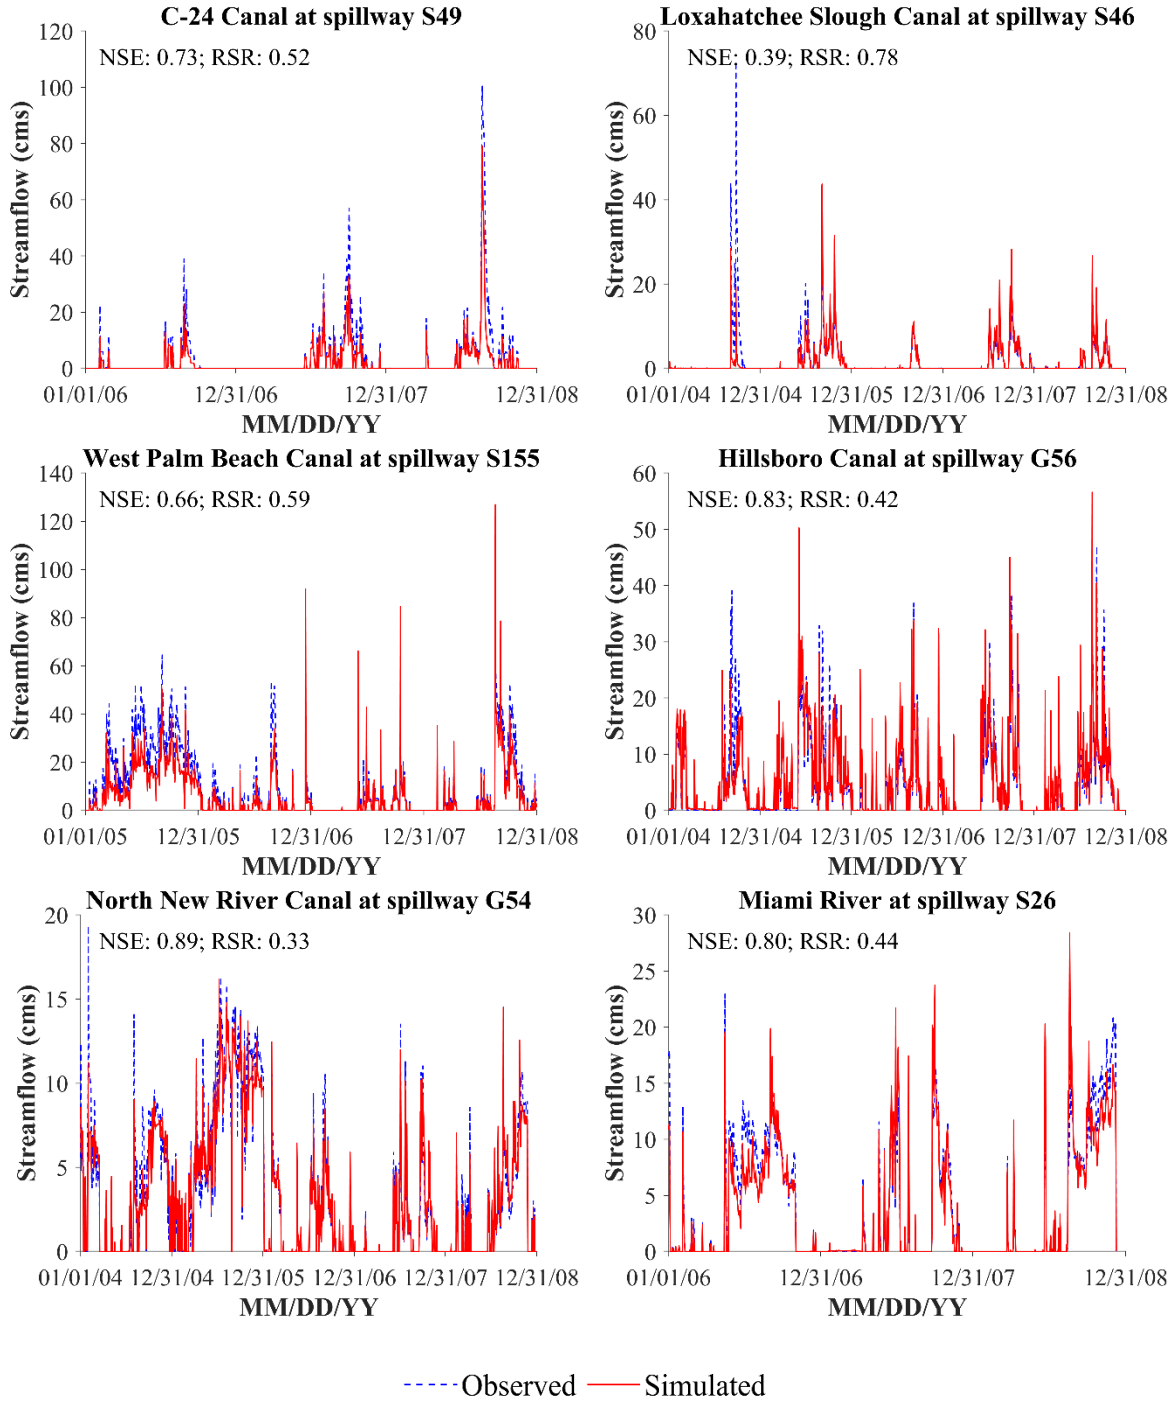 C-24 Canal at spillway S49
NSE: 0.73; RSR: 0.52
Streamflow (cms)
120
100
80
60
40
20
0
01/01/06 12/31/06 12/31/07 12/31/08
MM/DD/YY
Loxahatchee Slough Canal at spillway S46
NSE: 0.39; RSR: 0.78
Streamflow (cms)
80
60
40
20
0
01/01/04 12/31/04 12/31/05 12/31/06 12/31/07 12/31/08
MM/DD/YY
West Palm Beach Canal at spillway S155
NSE: 0.66; RSR: 0.59
Streamflow (cms)
140
120
100
80
60
40
20
0
01/01/05 12/31/05 12/31/06 12/31/07 12/31/08
MM/DD/YY
Hillsboro Canal at spillway G56
NSE: 0.83; RSR: 0.42
Streamflow (cms)
60
50
40
30
20
10
0
01/01/04 12/31/04 12/31/05 12/31/06 12/31/07 12/31/08
MM/DD/YY
North New River Canal at spillway G54
NSE: 0.89; RSR: 0.33
Streamflow (cms)
20
15
10
5
0
01/01/04 12/31/04 12/31/05 12/31/06 12/31/07 12/31/08
MM/DD/YY
Miami River at spillway S26
NSE: 0.80; RSR: 0.44
Streamflow (cms)
30
25
20
15
10
5
0
01/01/06 12/31/06 12/31/07 12/31/08
MM/DD/YY
Observed Simulated